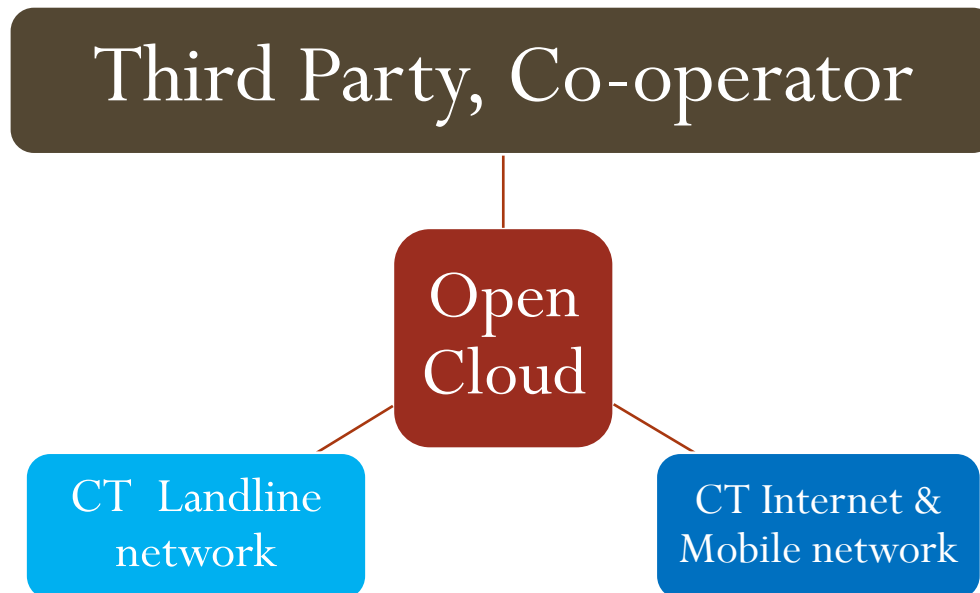 Third Party, Co-operator
Open
Cloud
CT Landline
network
CT Internet &
Mobile network